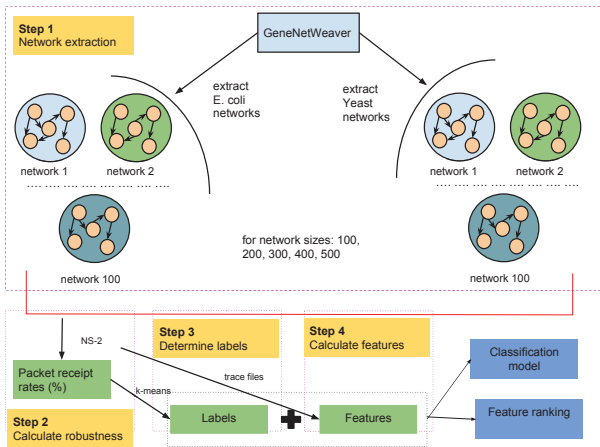 Step 1
Network extraction
GeneNetWeaver
extract
E. coli
networks
extract
Yeast
networks
network 1
network 2
network 1
network 2
network 100
for network sizes: 100,
200, 300, 400, 500
network 100
NS-2
Step 3
Determine labels
Step 4
Calculate features
Packet receipt
rates (%)
k-means
trace files
Classification
model
Step 2
Calculate robustness
Labels
Features
Feature ranking